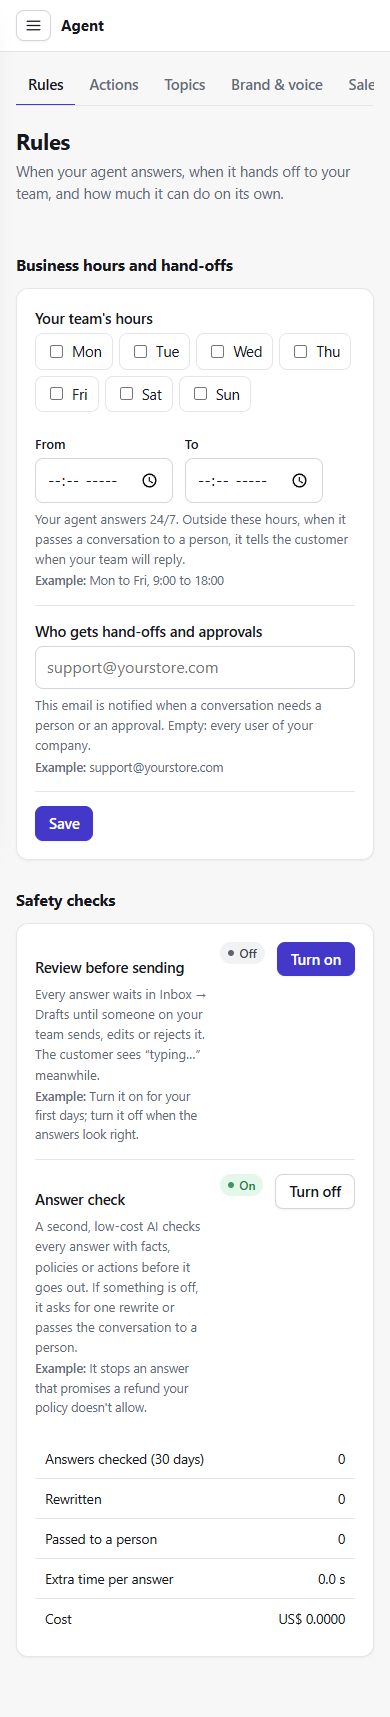 Agent
Rules Actions Topics Brand & voice Sale
Rules
When your agent answers, when it hands off to your
team, and how much it can do on its own.
Business hours and hand-offs
Your team's hours
Mon Tue Wed Thu
Fri Sat Sun
From To
--:-- ----- --:-- -----
Your agent answers 24/7. Outside these hours, when it
passes a conversation to a person, it tells the customer
when your team will reply.
Example: Mon to Fri, 9:00 to 18:00
Who gets hand-offs and approvals
support@yourstore.com
This email is notified when a conversation needs a
person or an approval. Empty: every user of your
company.
Example: support@yourstore.com
Save
Safety checks
Off Turn on
Review before sending
Every answer waits in Inbox →
Drafts until someone on your
team sends, edits or rejects it.
The customer sees “typing…”
meanwhile.
Example: Turn it on for your
first days; turn it off when the
answers look right.
On Turn off
Answer check
A second, low-cost AI checks
every answer with facts,
policies or actions before it
goes out. If something is off,
it asks for one rewrite or
passes the conversation to a
person.
Example: It stops an answer
that promises a refund your
policy doesn't allow.
Answers checked (30 days) 0
Rewritten 0
Passed to a person 0
Extra time per answer 0.0 s
Cost US$ 0.0000